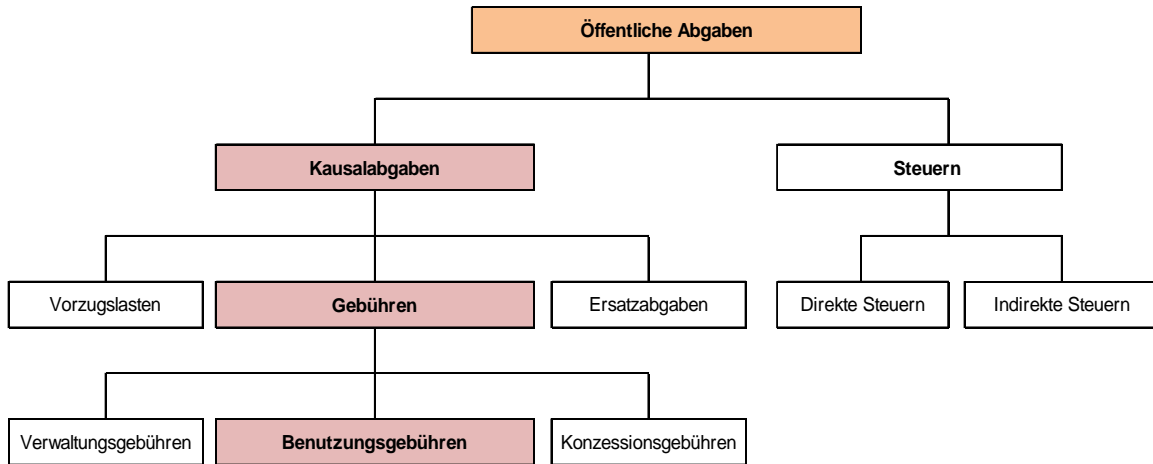 Öffentliche Abgaben
Kausalabgaben
Steuern
Vorzugslasten
Gebühren
Ersatzabgaben
Direkte Steuern
Indirekte Steuern
Verwaltungsgebühren
Benutzungsgebühren
Konzessionsgebühren